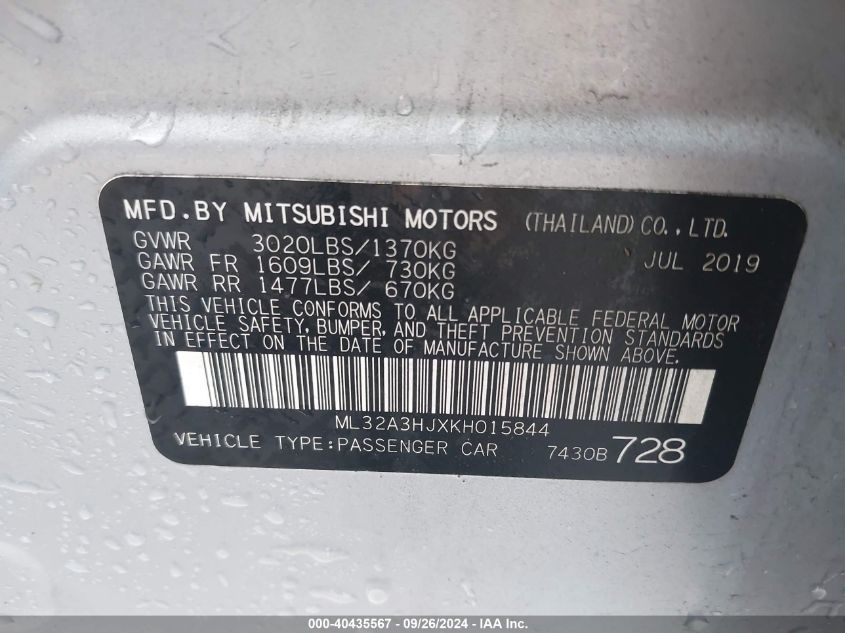 MFD.BY MITSUBISHI MOTORS (THAILAND)CO.,LTD.
GVWR 3020LBS/1370KG JUL 2019
GAWR FR 1609LBS/ 730KG
GAWR RR 1477LBS/ 670KG
THIS VEHICLE CONFORMS TO ALL APPLICABLE FEDERAL MOTOR
VEHICLE SAFETY, BUMPER, AND THEFT PREVENTION STANDARDS
IN EFFECT ON THE DATE OF MANUFACTURE SHOWN ABOVE.
ML32A3HJXKH015844
VEHICLE TYPE:PASSENGER CAR 7430B 728
000-40435567 - 09/26/2024 - IAA Inc.